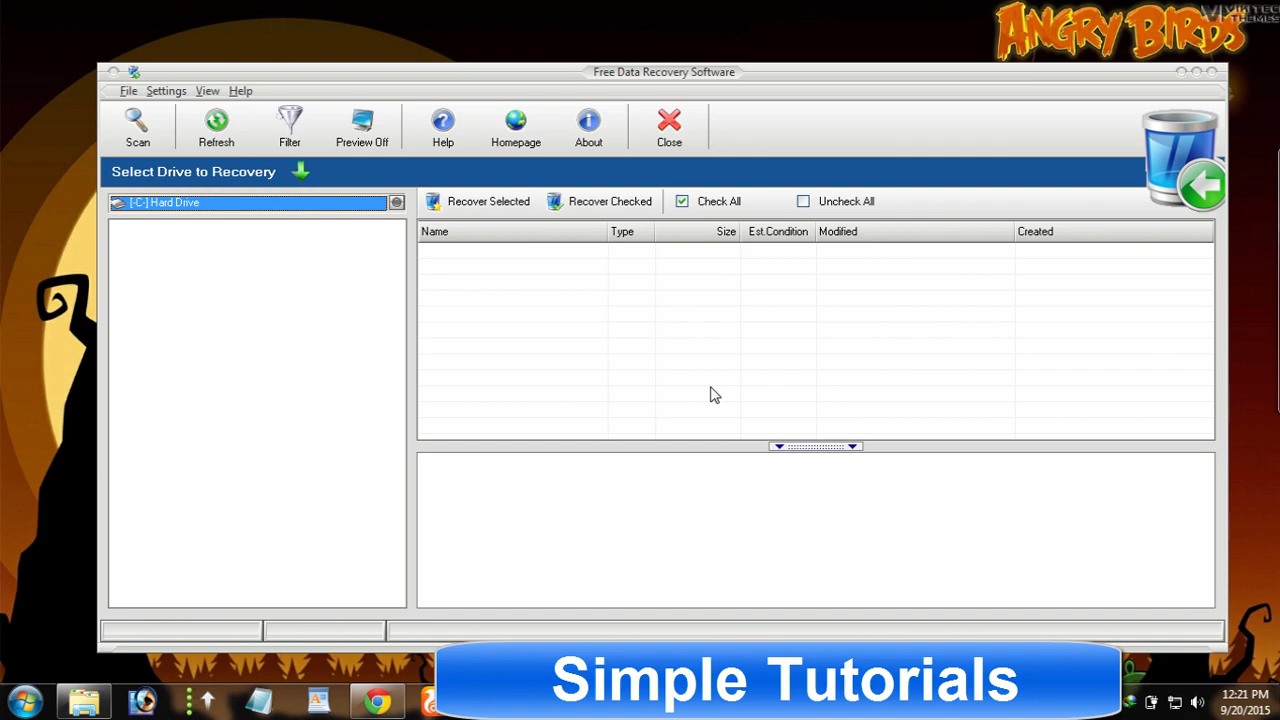 ANGRY BIRDS
VIKITECH
THEMES
Free Data Recovery Software
File Settings View Help
Scan Refresh Filter Preview Off Help Homepage About Close
Select Drive to Recovery
[-C-] Hard Drive
Recover Selected Recover Checked Check All Uncheck All
Name Type Size Est.Condition Modified Created
Simple Tutorials
12:21 PM
9/20/2015